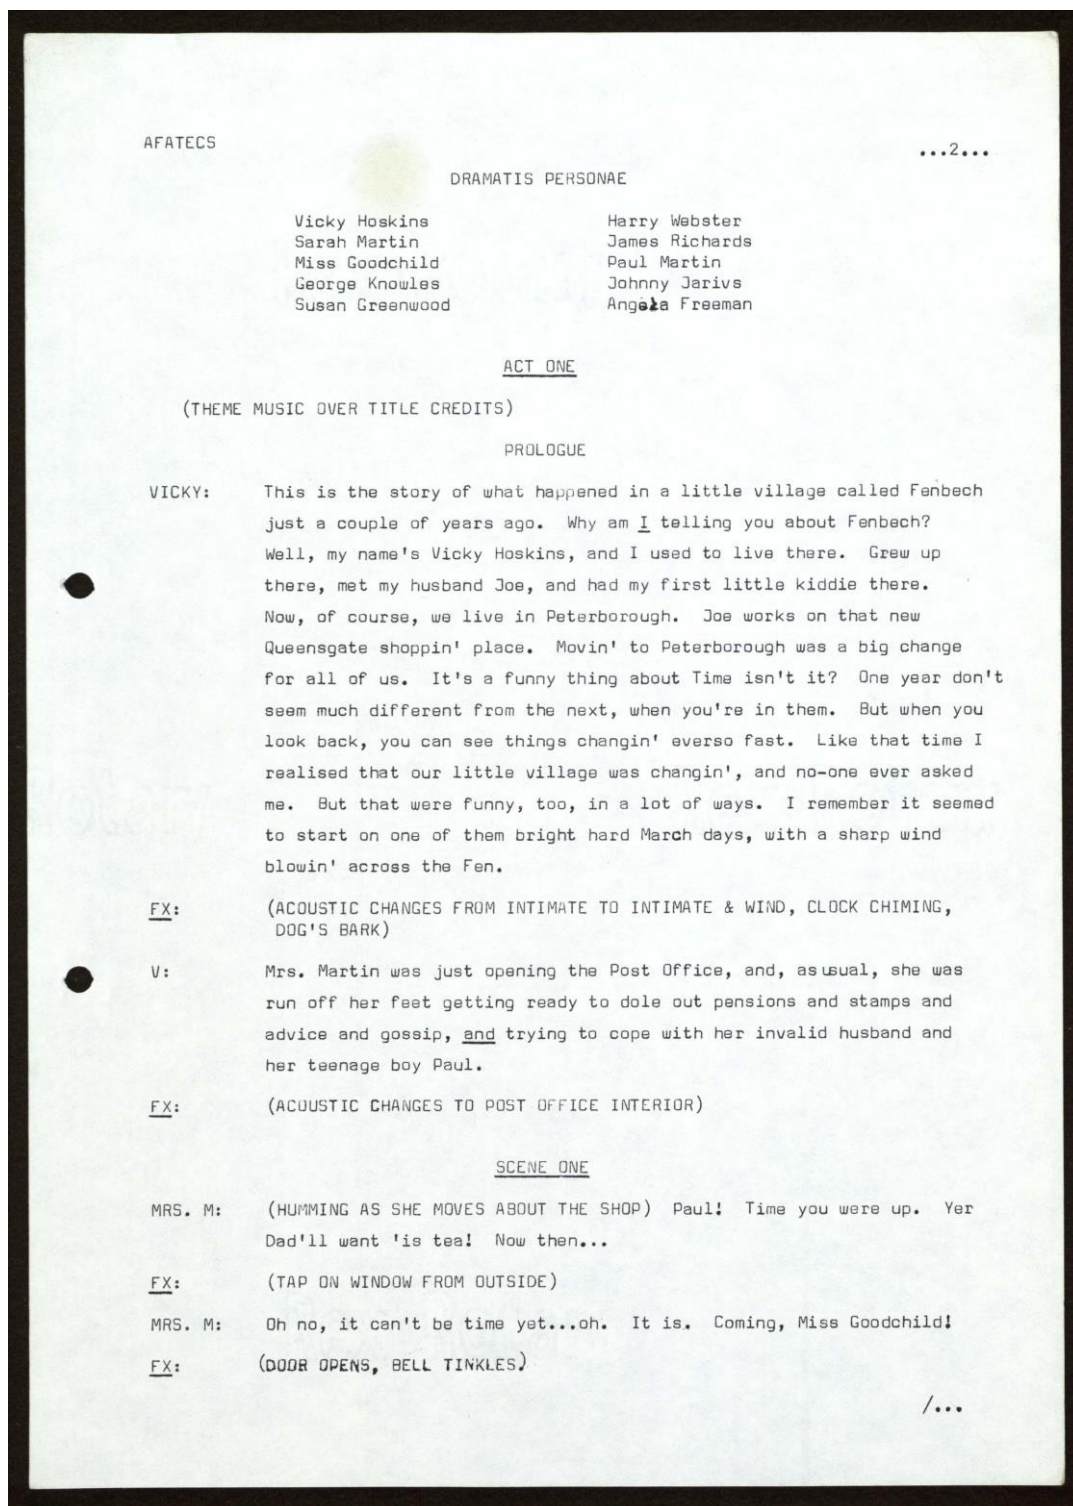 AFATECS
...2...
DRAMATIS PERSONAE
Vicky Hoskins Harry Webster
Sarah Martin James Richards
Miss Goodchild Paul Martin
George Knowles Johnny Jarivs
Susan Greenwood Angela Freeman
ACT ONE
(THEME MUSIC OVER TITLE CREDITS)
PROLOGUE
VICKY: This is the story of what happened in a little village called Fenbech
just a couple of years ago. Why am I telling you about Fenbech?
Well, my name's Vicky Hoskins, and I used to live there. Grew up
there, met my husband Joe, and had my first little kiddie there.
Now, of course, we live in Peterborough. Joe works on that new
Queensgate shoppin' place. Movin' to Peterborough was a big change
for all of us. It's a funny thing about Time isn't it? One year don't
seem much different from the next, when you're in them. But when you
look back, you can see things changin' everso fast. Like that time I
realised that our little village was changin', and no-one ever asked
me. But that were funny, too, in a lot of ways. I remember it seemed
to start on one of them bright hard March days, with a sharp wind
blowin' across the Fen.
FX: (ACOUSTIC CHANGES FROM INTIMATE TO INTIMATE & WIND, CLOCK CHIMING,
DOG'S BARK)
V: Mrs. Martin was just opening the Post Office, and, as usual, she was
run off her feet getting ready to dole out pensions and stamps and
advice and gossip, and trying to cope with her invalid husband and
her teenage boy Paul.
FX: (ACOUSTIC CHANGES TO POST OFFICE INTERIOR)
SCENE ONE
MRS. M: (HUMMING AS SHE MOVES ABOUT THE SHOP) Paul! Time you were up. Yer
Dad'll want 'is tea! Now then...
FX: (TAP ON WINDOW FROM OUTSIDE)
MRS. M: Oh no, it can't be time yet...oh. It is. Coming, Miss Goodchild!
FX: (DOOR OPENS, BELL TINKLES)
/...